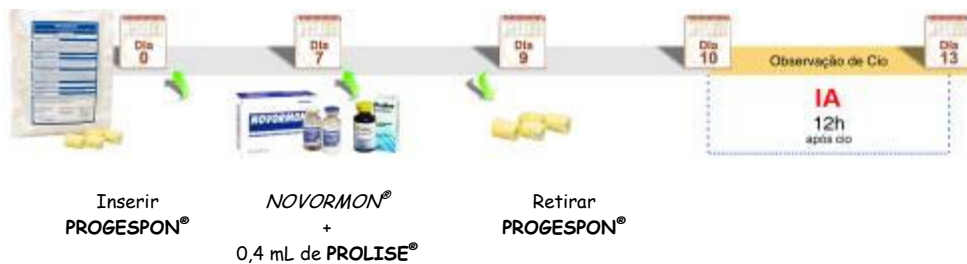 Dia
0
Dia
7
Dia
9
Dia
10
Observação de Cio
Dia
13
IA
12h
após cio
NOVORMON
Inserir
PROGESPON®
NOVORMON®
+
0,4 mL de PROLISE®
Retirar
PROGESPON®